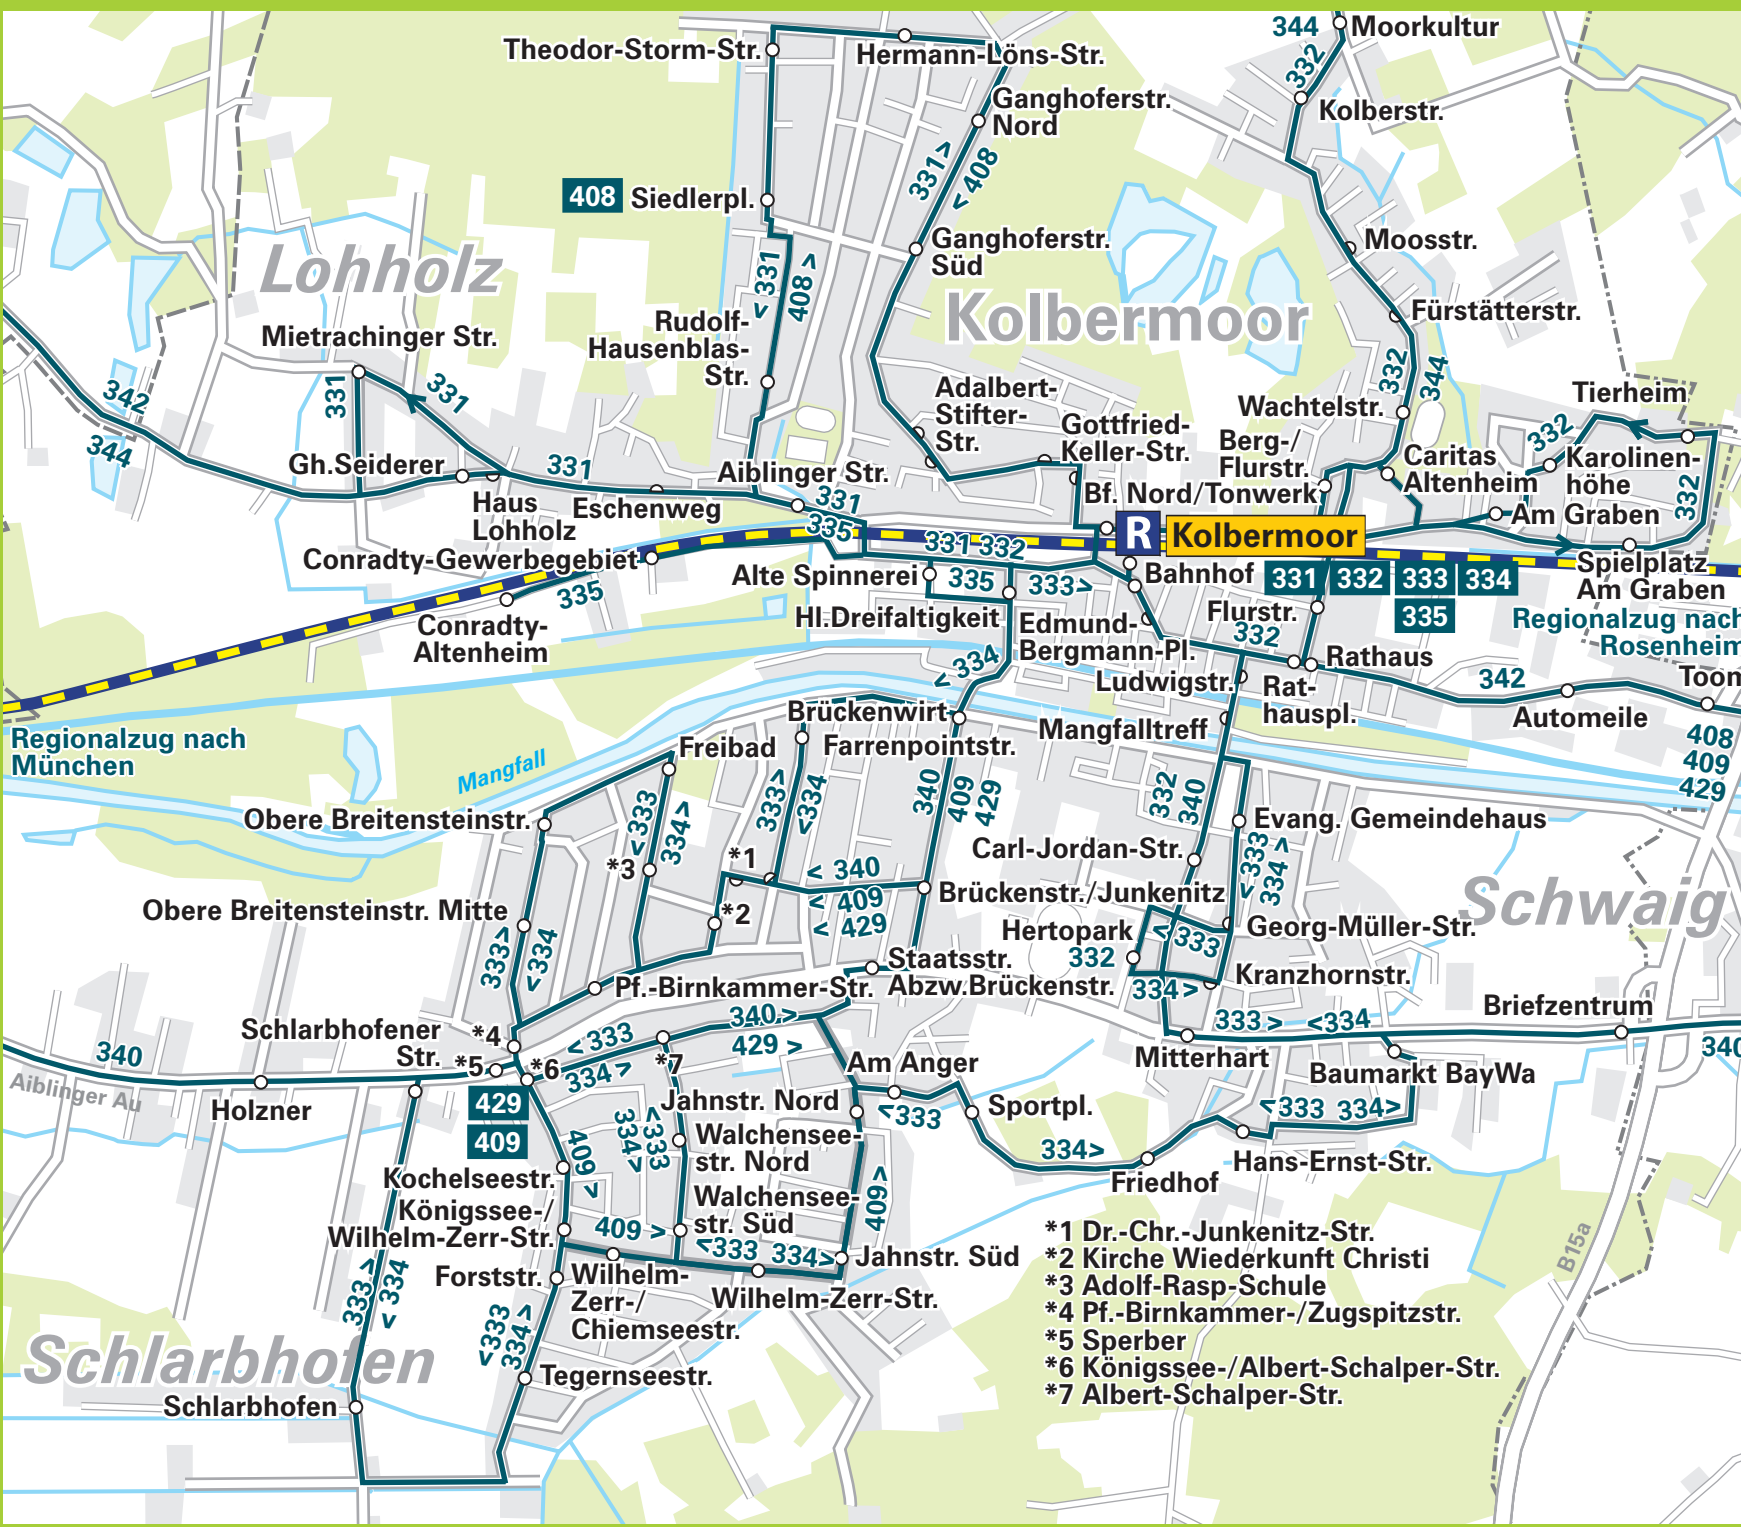 344
Moorkultur
332
Theodor-Storm-Str.
Hermann-Löns-Str.
Kolberstr.
Ganghoferstr.
Nord
331>
< 408
408
Siedlerpl.
Moosstr.
Ganghoferstr.
Süd
Lohholz
< 331
408 >
Kolbermoor
Fürstätterstr.
Mietrachinger Str.
Rudolf-
Hausenblas-
Str.
331
331
342
344
332
344
Adalbert-
Stifter-
Str.
Gottfried-
Keller-Str.
Wachtelstr.
Tierheim
332
Berg-/
Flurstr.
Caritas
Altenheim
Karolinen-
höhe
332
Gh.Seiderer
331
Aiblinger Str.
331
Haus
Lohholz
Eschenweg
Bf. Nord/Tonwerk
Am Graben
335
R
Kolbermoor
331 332
Conradty-Gewerbegebiet
335
Alte Spinnerei
335
333>
Bahnhof
331
332
333
334
335
Spielplatz
Am Graben
Conradty-
Altenheim
Hl.Dreifaltigkeit
Edmund-
Bergmann-Pl.
Flurstr.
332
Regionalzug nach
Rosenheim
< 334
Ludwigstr.
Rathaus
Rat-
hauspl.
342
Automeile
Toom
Regionalzug nach
München
Mangfall
Brückenwirt
Farrenpointstr.
Mangfalltreff
408
409
429
Freibad
Obere Breitensteinstr.
<333
334>
333>
<334
340
409
429
332
340
Evang. Gemeindehaus
<333
334>
Carl-Jordan-Str.
*3
*1
< 340
< 409
< 429
*2
Brückenstr./Junkenitz
Schwaig
Obere Breitensteinstr. Mitte
333>
<334
Hertopark
332
< 333
Georg-Müller-Str.
Staatsstr.
Abzw.Brückenstr.
Kranzhornstr.
334>
Pf.-Birnkammer-Str.
Briefzentrum
Schlarbhofener
Str.
*4
*5
*6
<333
334>
*7
340>
429 >
333>
<334
Mitterhart
340
340
Aiblinger Au
Holzner
Baumarkt BayWa
Am Anger
429
409
Jahnstr. Nord
<333
Sportpl.
<333
334>
409 >
334>
<333
Walchensee-
str. Nord
334>
Hans-Ernst-Str.
Friedhof
Kochelseestr.
Königssee-/
Wilhelm-Zerr-Str.
Walchensee-
str. Süd
409>
409 >
<333
334>
Jahnstr. Süd
Forststr.
Wilhelm-
Zerr-/
Chiemseestr.
Wilhelm-Zerr-Str.
333 >
< 334
<333
334>
B15a
Schlarbhofen
Tegernseestr.
Schlarbhofen
*1 Dr.-Chr.-Junkenitz-Str.
*2 Kirche Wiederkunft Christi
*3 Adolf-Rasp-Schule
*4 Pf.-Birnkammer-/Zugspitzstr.
*5 Sperber
*6 Königssee-/Albert-Schalper-Str.
*7 Albert-Schalper-Str.